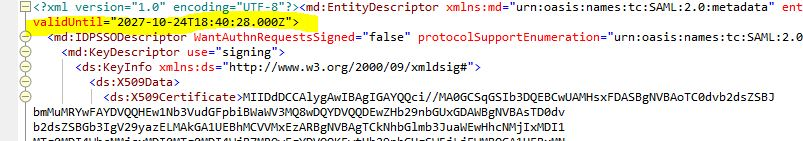 <?xml version="1.0" encoding="UTF-8"?><md:EntityDescriptor xmlns:md="urn:oasis:names:tc:SAML:2.0:metadata" ent
validUntil="2027-10-24T18:40:28.000Z">
<md:IDPSSODescriptor WantAuthnRequestsSigned="false" protocolSupportEnumeration="urn:oasis:names:tc:SAML:2.0
<md:KeyDescriptor use="signing">
<ds:KeyInfo xmlns:ds="http://www.w3.org/2000/09/xmldsig#">
<ds:X509Data>
<ds:X509Certificate>MIIDdDCCAlygAwIBAgIGAYQQci//MA0GCSqGSIb3DQEBCwUAMHsxFDASBgNVBAoTC0dvb2dsZSBJ
bmMuMRYwFAYDVQQHEw1Nb3VudGFpbiBWaWV3MQ8wDQYDVQQDEwZHb29nbGUxGDAWBgNVBAsTD0dv
b2dsZSBGb3IgV29yazELMAkGA1UEBhMCVVMxEzARBgNVBAgTCkNhbGlmb3JuaWEwHhcNMjIxMDI1